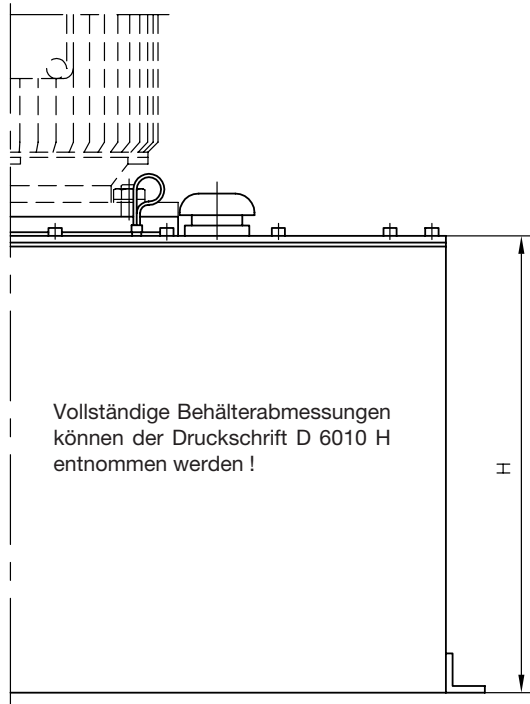 Vollständige Behälterabmessungen
können der Druckschrift D 6010 H
entnommen werden !
H